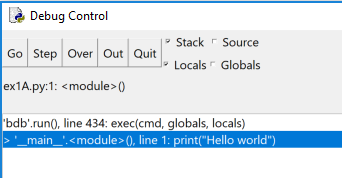 Debug Control
Go Step Over Out Quit Stack Source
Locals Globals
ex1A.py:1: <module>()
'bdb'.run(), line 434: exec(cmd, globals, locals)
> '__main__'.<module>(), line 1: print("Hello world")